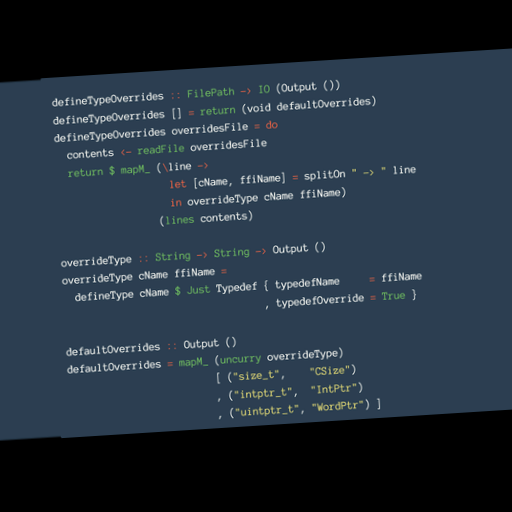 defineTypeOverrides :: FilePath -> IO (Output ())
defineTypeOverrides [] = return (void defaultOverrides)
defineTypeOverrides overridesFile = do
  contents <- readFile overridesFile
  return $ mapM_ (\line ->
                   let [cName, ffiName] = splitOn " -> " line
                   in overrideType cName ffiName)
                 (lines contents)

overrideType :: String -> String -> Output ()
overrideType cName ffiName =
  defineType cName $ Just Typedef { typedefName     = ffiName
                                  , typedefOverride = True }

defaultOverrides :: Output ()
defaultOverrides = mapM_ (uncurry overrideType)
                         [ ("size_t",    "CSize")
                         , ("intptr_t",  "IntPtr")
                         , ("uintptr_t", "WordPtr") ]